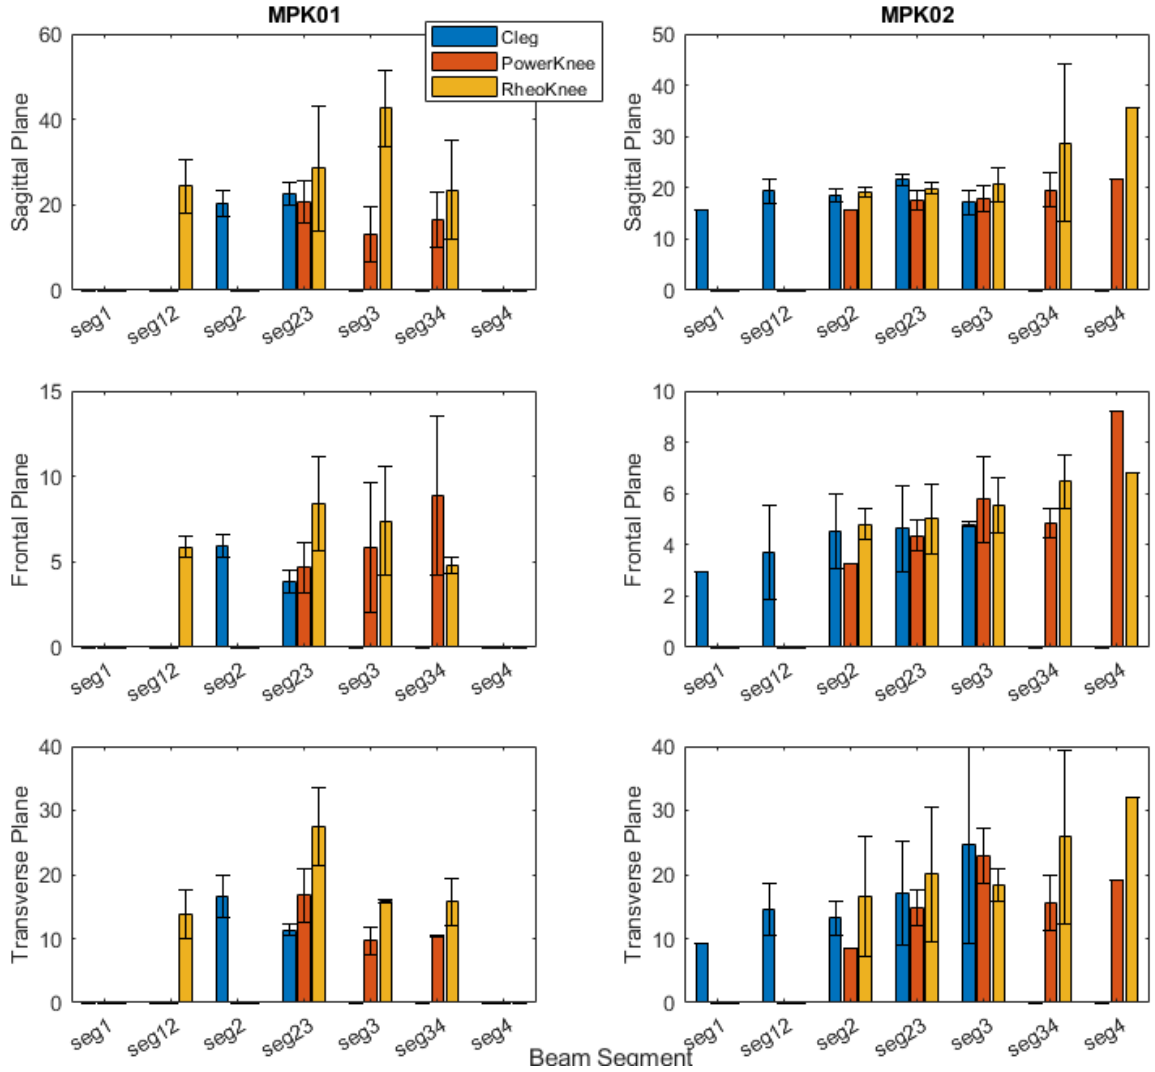 MPK01
MPK02
Cleg
PowerKnee
RheoKnee
Sagittal Plane
60
40
20
0
seg1 seg12 seg2 seg23 seg3 seg34 seg4
Sagittal Plane
50
40
30
20
10
0
seg1 seg12 seg2 seg23 seg3 seg34 seg4
Frontal Plane
15
10
5
0
seg1 seg12 seg2 seg23 seg3 seg34 seg4
Frontal Plane
10
8
6
4
2
0
seg1 seg12 seg2 seg23 seg3 seg34 seg4
Transverse Plane
40
30
20
10
0
seg1 seg12 seg2 seg23 seg3 seg34 seg4
Transverse Plane
40
30
20
10
0
seg1 seg12 seg2 seg23 seg3 seg34 seg4
Beam Segment